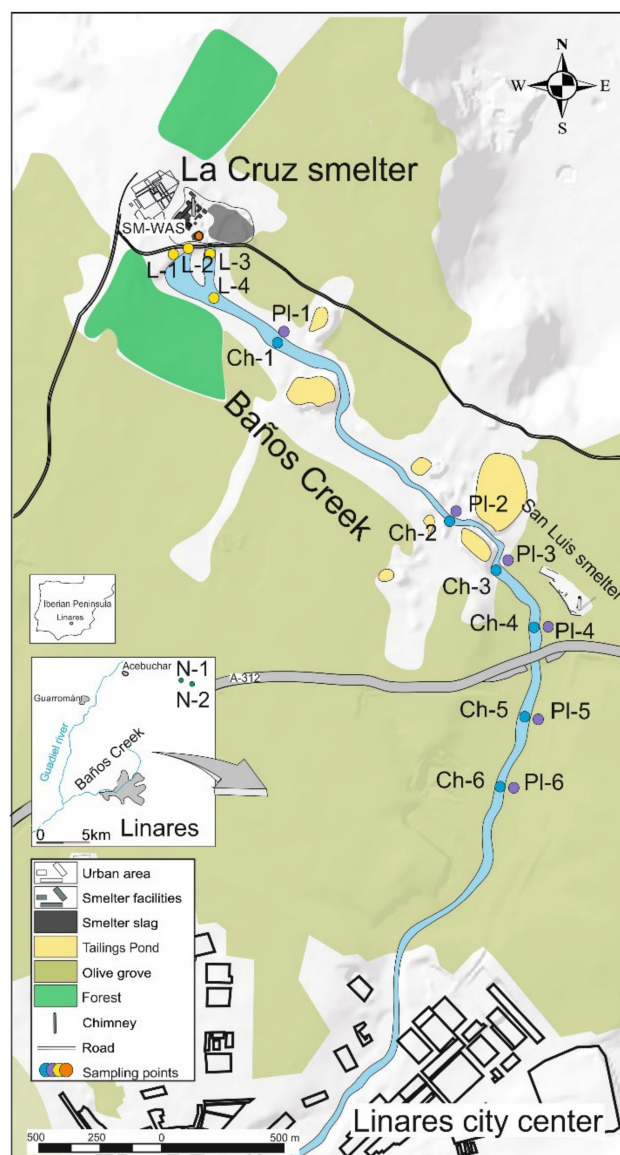 N
W
E
S
La Cruz smelter
SM-WAS
L-1
L-2
L-3
L-4
Pl-1
Ch-1
Baños Creek
Pl-2
Ch-2
San Luis smelter
Pl-3
Ch-3
Ch-4
Pl-4
Iberian Peninsula
Linares
A-312
Acebuchar
N-1
N-2
Guarromán
Guadiel river
Baños Creek
Linares
0 5km
Ch-5
Pl-5
Ch-6
Pl-6
Urban area
Smelter facilities
Smelter slag
Tailings Pond
Olive grove
Forest
Chimney
Road
Sampling points
Linares city center
500 250 0 500 m